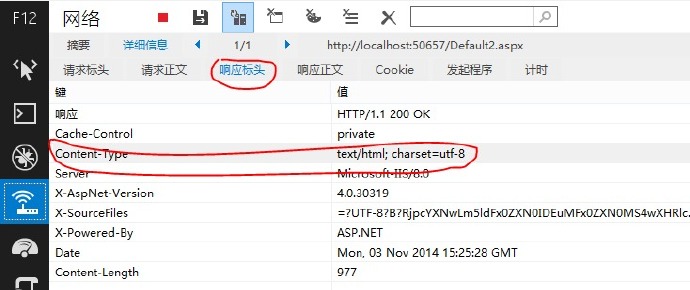 F12 网络
摘要 详细信息 1/1 http://localhost:50657/Default2.aspx
请求标头 请求正文 响应标头 响应正文 Cookie 发起程序 计时
键 值
响应 HTTP/1.1 200 OK
Cache-Control private
Content-Type text/html; charset=utf-8
Server Microsoft-IIS/8.0
X-AspNet-Version 4.0.30319
X-SourceFiles
X-Powered-By ASP.NET
Date Mon, 03 Nov 2014 15:25:28 GMT
Content-Length 977